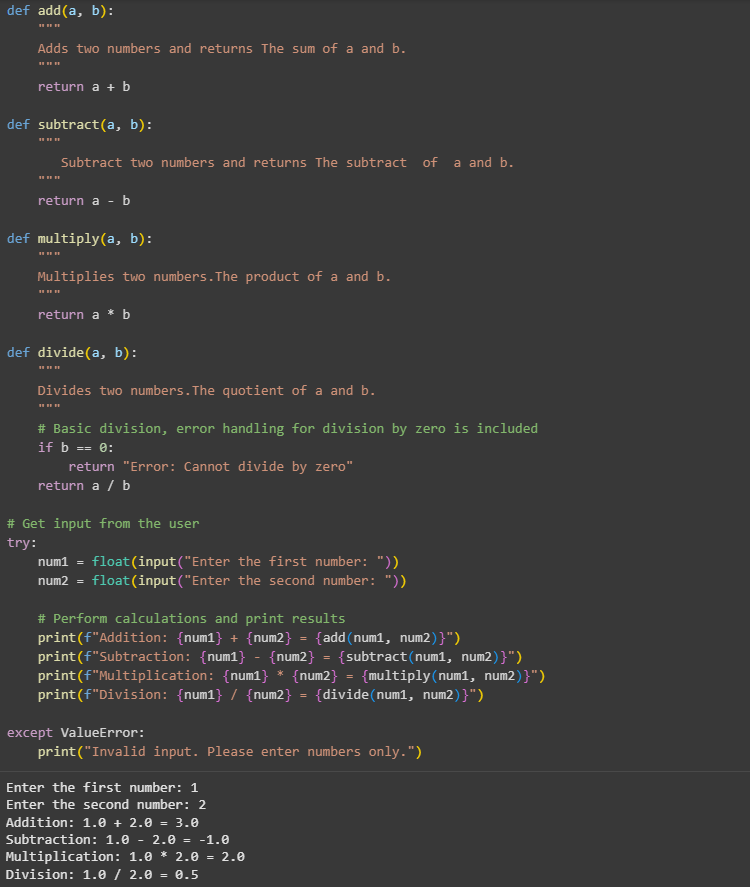 def add(a, b):
    """
    Adds two numbers and returns The sum of a and b.
    """
    return a + b

def subtract(a, b):
    """
       Subtract two numbers and returns The subtract  of  a and b.
    """
    return a - b

def multiply(a, b):
    """
    Multiplies two numbers.The product of a and b.
    """
    return a * b

def divide(a, b):
    """
    Divides two numbers.The quotient of a and b.
    """
    # Basic division, error handling for division by zero is included
    if b == 0:
        return "Error: Cannot divide by zero"
    return a / b

# Get input from the user
try:
    num1 = float(input("Enter the first number: "))
    num2 = float(input("Enter the second number: "))

    # Perform calculations and print results
    print(f"Addition: {num1} + {num2} = {add(num1, num2)}")
    print(f"Subtraction: {num1} - {num2} = {subtract(num1, num2)}")
    print(f"Multiplication: {num1} * {num2} = {multiply(num1, num2)}")
    print(f"Division: {num1} / {num2} = {divide(num1, num2)}")

except ValueError:
    print("Invalid input. Please enter numbers only.")

Enter the first number: 1
Enter the second number: 2
Addition: 1.0 + 2.0 = 3.0
Subtraction: 1.0 - 2.0 = -1.0
Multiplication: 1.0 * 2.0 = 2.0
Division: 1.0 / 2.0 = 0.5